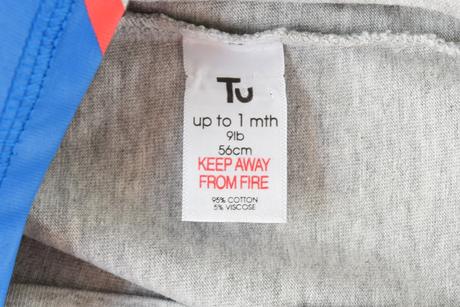 Tu
up to 1 mth
9lb
56cm
KEEP AWAY
FROM FIRE
95% COTTON
5% VISCOSE